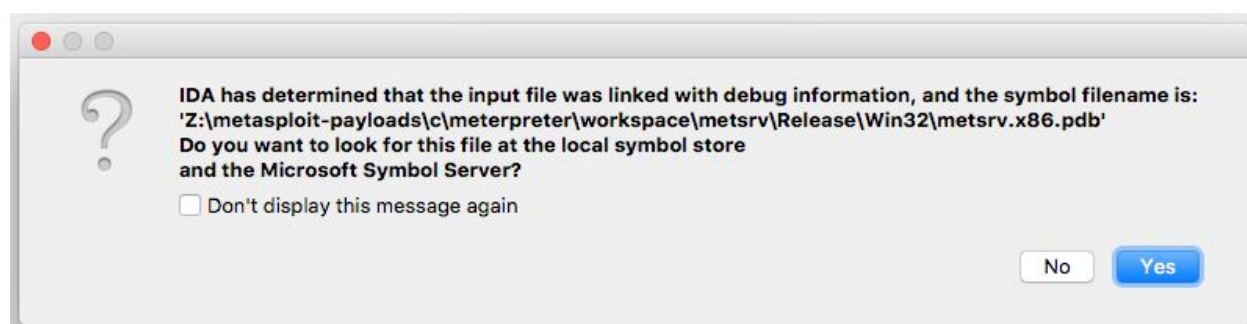 IDA has determined that the input file was linked with debug information, and the symbol filename is:
'Z:\metasploit-payloads\c\meterpreter\workspace\metsrv\Release\Win32\metsrv.x86.pdb'
Do you want to look for this file at the local symbol store
and the Microsoft Symbol Server?
Don't display this message again
No Yes